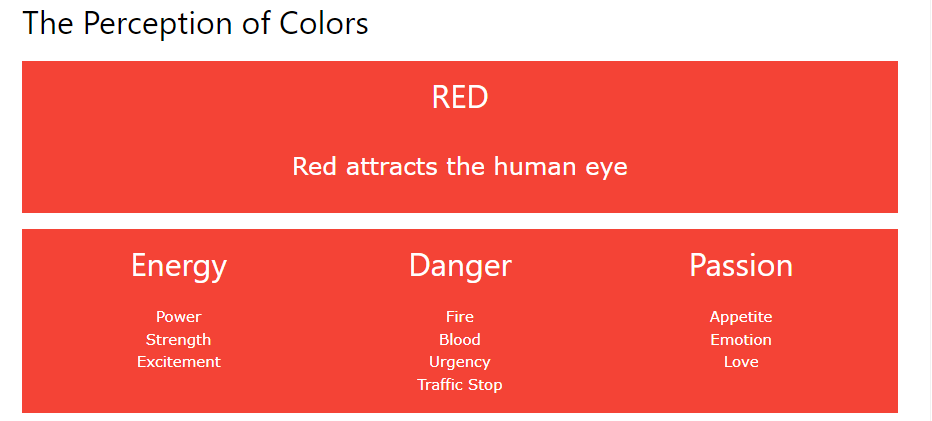 The Perception of Colors
RED
Red attracts the human eye
Energy
Power
Strength
Excitement
Danger
Fire
Blood
Urgency
Traffic Stop
Passion
Appetite
Emotion
Love